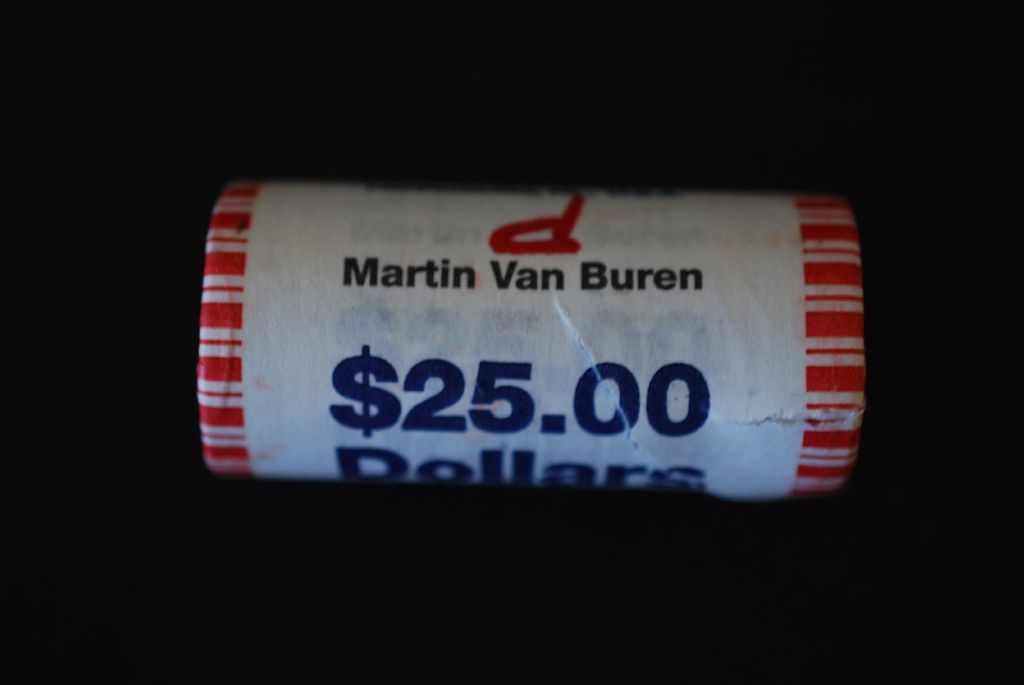 d
Martin Van Buren
$25.00
Dollars